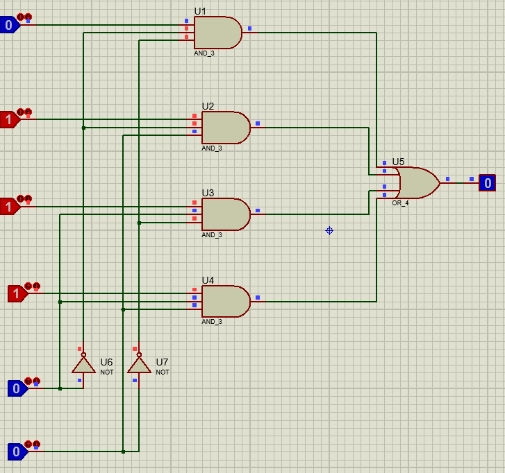 U1
0
AND_3
U2
1
AND_3
U5
0
OR_4
U3
1
AND_3
U4
1
AND_3
U6
NOT
U7
NOT
0
0